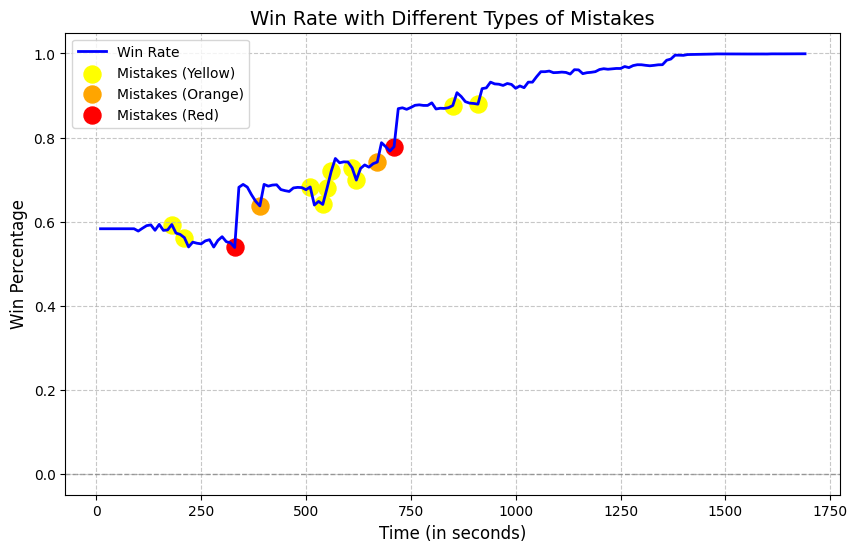 Win Rate with Different Types of Mistakes
Win Rate
Mistakes (Yellow)
Mistakes (Orange)
Mistakes (Red)
Win Percentage
1.0
0.8
0.6
0.4
0.2
0.0
0 250 500 750 1000 1250 1500 1750
Time (in seconds)